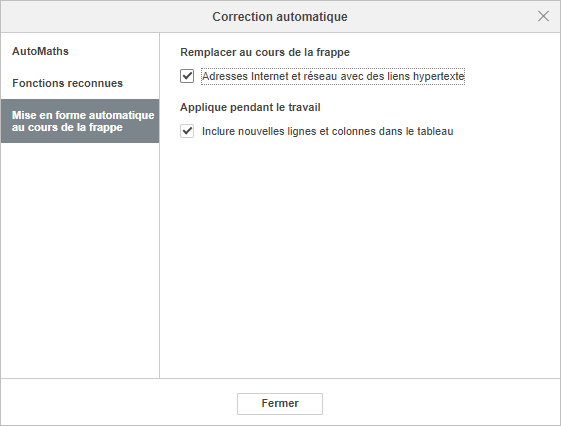 Correction automatique
AutoMaths
Fonctions reconnues
Mise en forme automatique
au cours de la frappe
Remplacer au cours de la frappe
Adresses Internet et réseau avec des liens hypertexte
Applique pendant le travail
Inclure nouvelles lignes et colonnes dans le tableau
Fermer